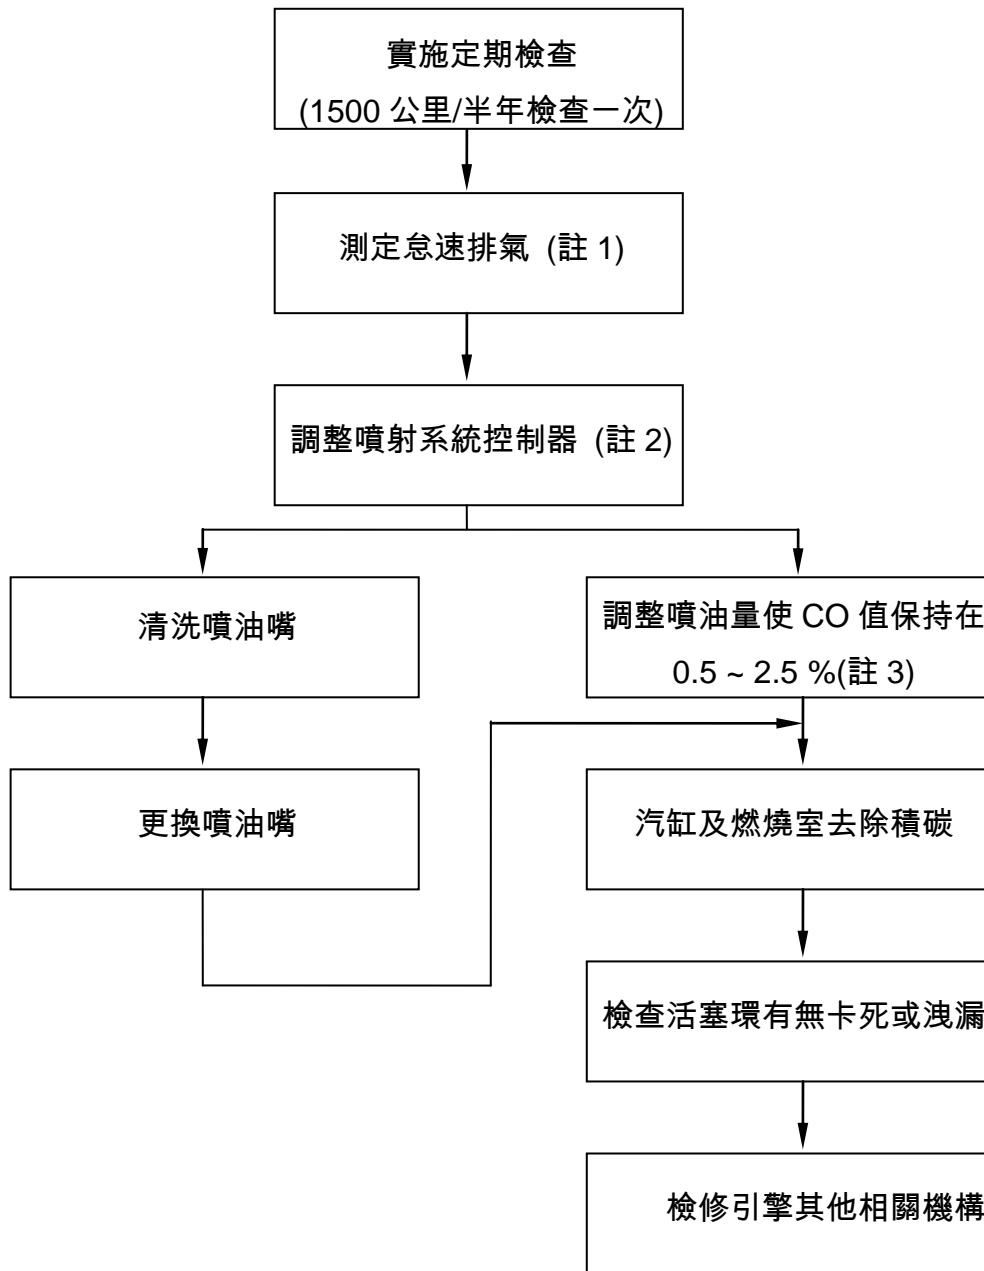 實施定期檢查
(1500 公里/半年檢查一次)
測定怠速排氣 (註 1)
調整噴射系統控制器 (註 2)
清洗噴油嘴
調整噴油量使 CO 值保持在
0.5 ~ 2.5 %(註 3)
更換噴油嘴
汽缸及燃燒室去除積碳
檢查活塞環有無卡死或洩漏
檢修引擎其他相關機構